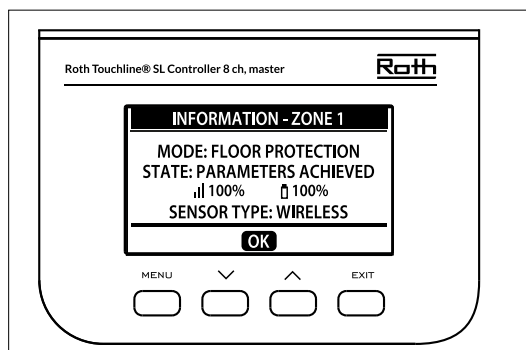 Roth Touchline® SL Controller 8 ch, master
Roth
INFORMATION - ZONE 1
MODE: FLOOR PROTECTION
STATE: PARAMETERS ACHIEVED
100% 100%
SENSOR TYPE: WIRELESS
OK
MENU EXIT